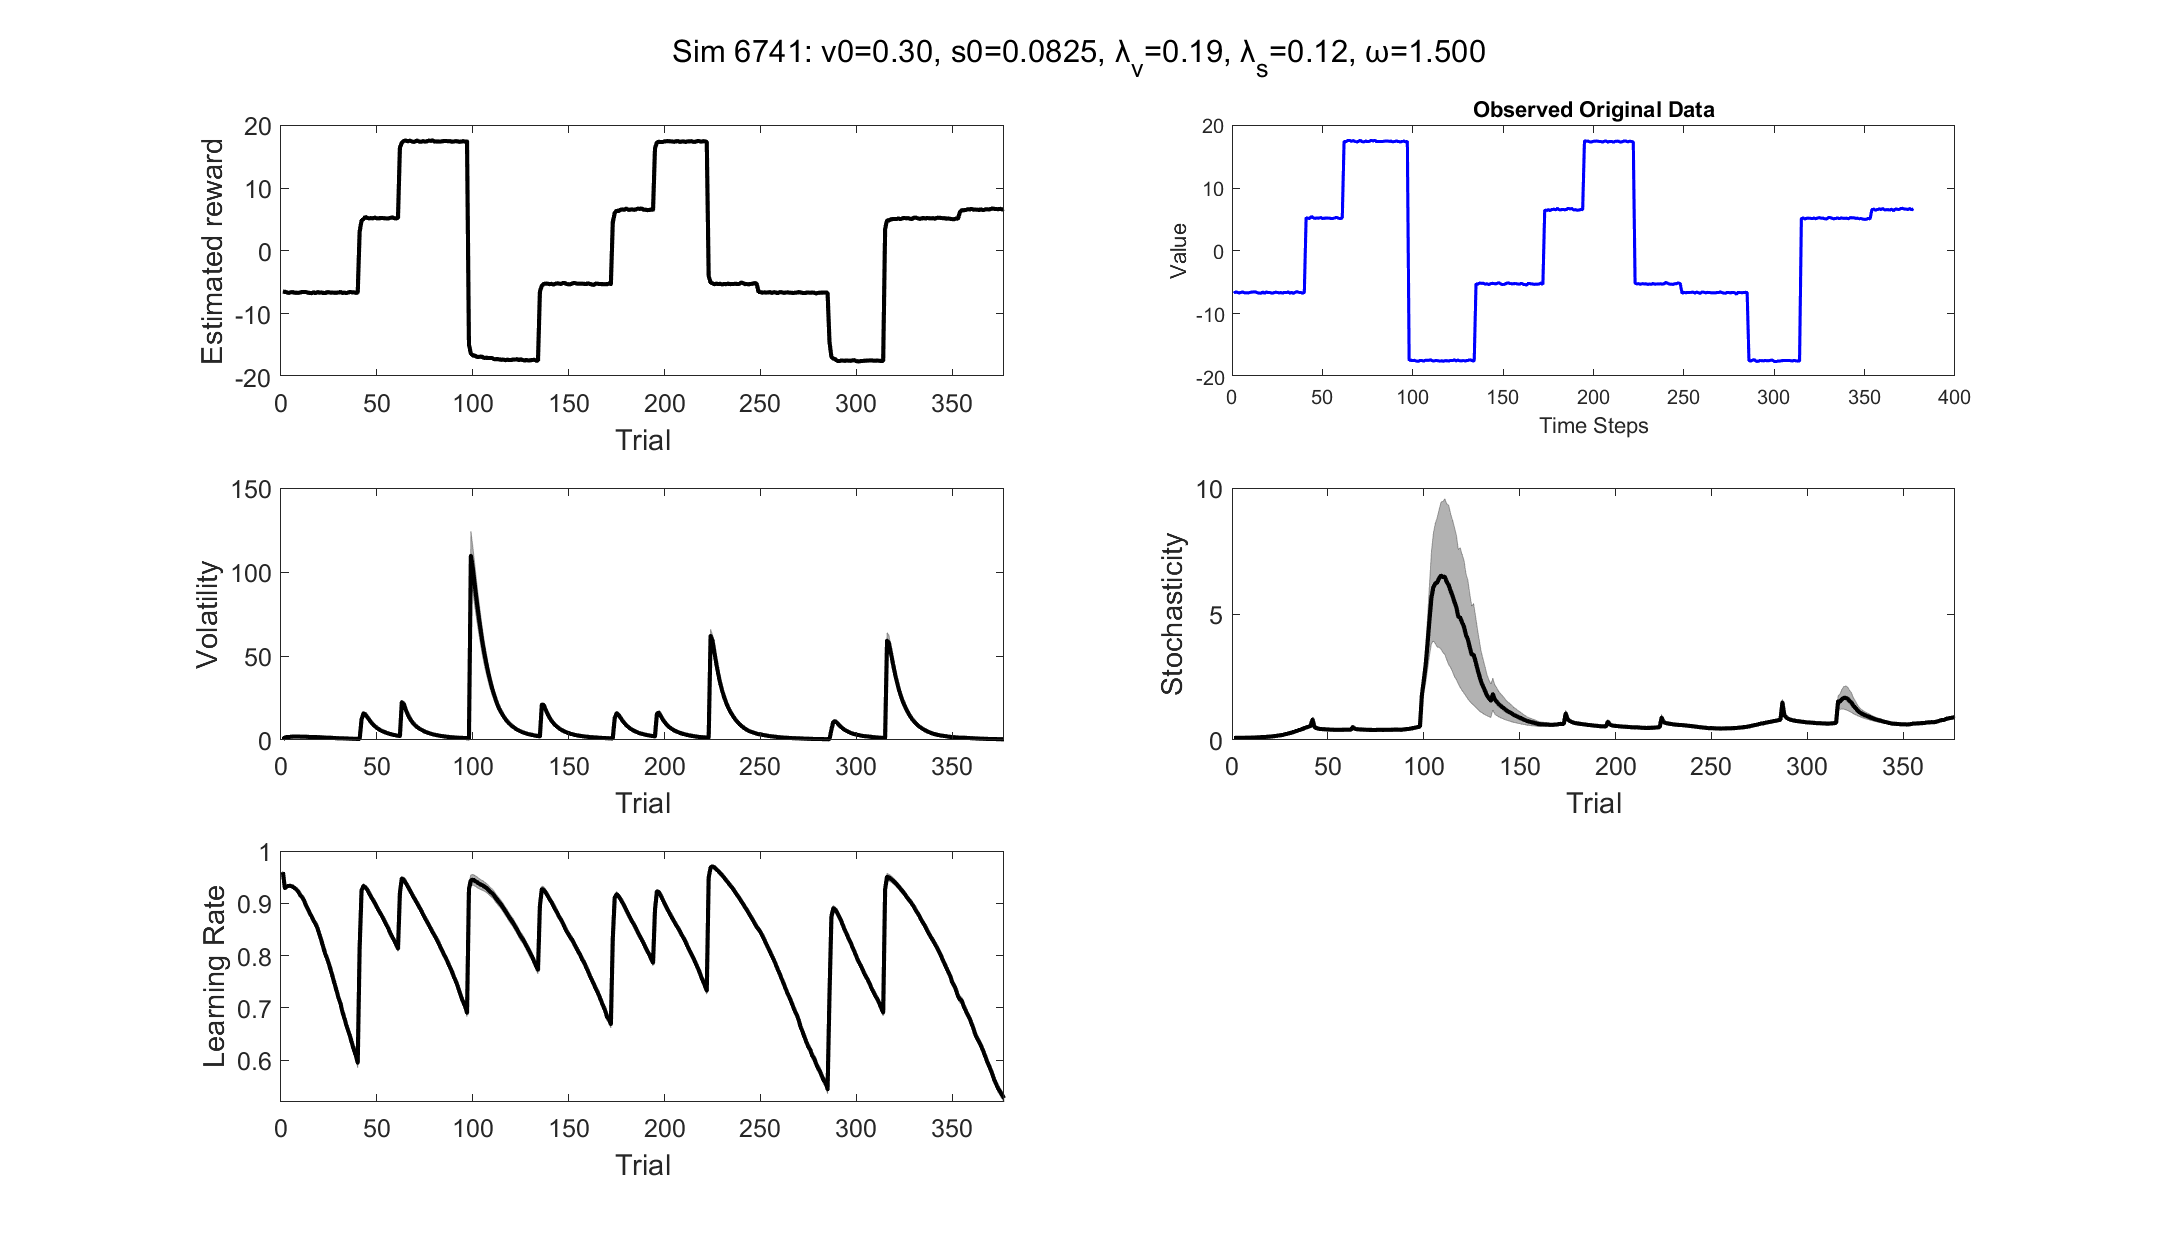 Sim 6741: v0=0.30, s0=0.0825, λ_v=0.19, λ_s=0.12, ω=1.500
Estimated reward
20
10
0
-10
-20
0 50 100 150 200 250 300 350
Trial
Observed Original Data
Value
20
10
0
-10
-20
0 50 100 150 200 250 300 350 400
Time Steps
Volatility
150
100
50
0
0 50 100 150 200 250 300 350
Trial
Stochasticity
10
5
0
0 50 100 150 200 250 300 350
Trial
Learning Rate
1
0.9
0.8
0.7
0.6
0 50 100 150 200 250 300 350
Trial